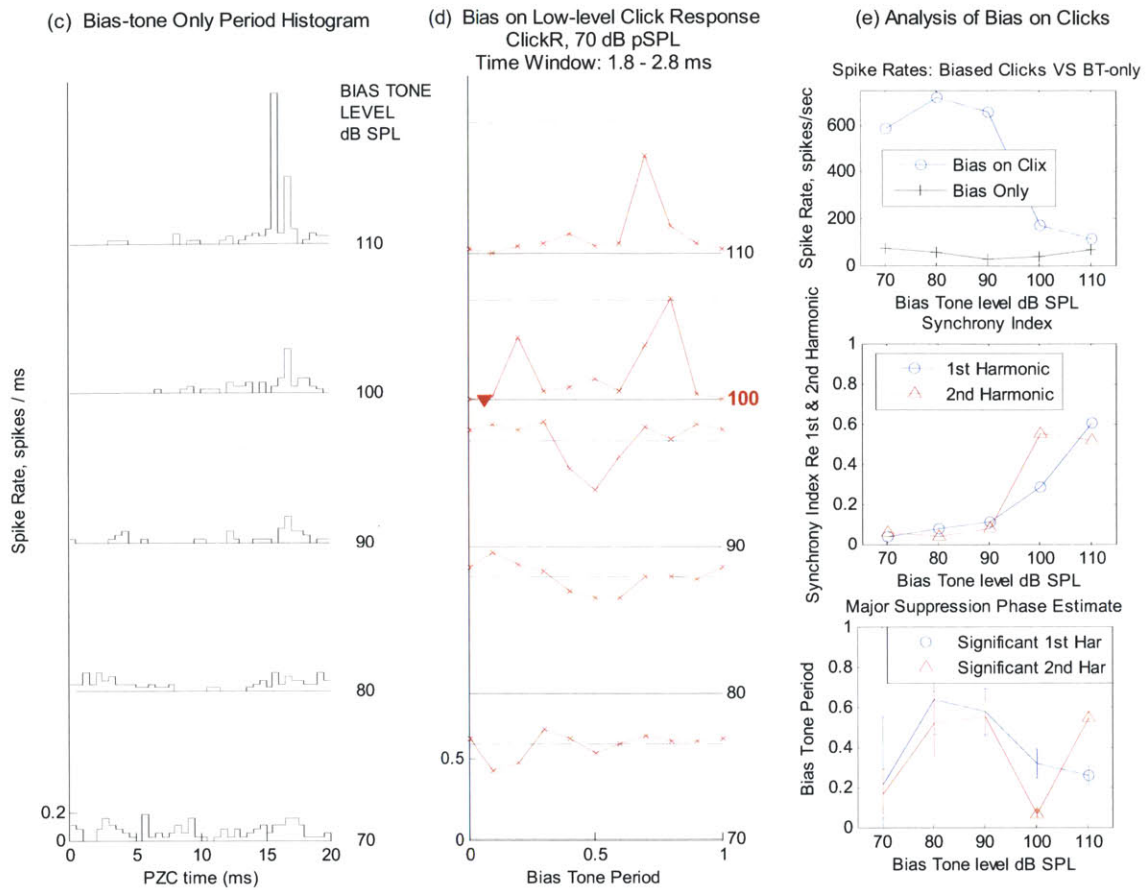 (c) Bias-tone Only Period Histogram
BIAS TONE
LEVEL
dB SPL
110
100
90
80
70
Spike Rate, spikes / ms
0.2
0
0 5 10 15 20
PZC time (ms)
(d) Bias on Low-level Click Response
ClickR, 70 dB pSPL
Time Window: 1.8 - 2.8 ms
110
100
90
80
70
0.5
0
0 0.5 1
Bias Tone Period
(e) Analysis of Bias on Clicks
Spike Rates: Biased Clicks VS BT-only
Spike Rate, spikes/sec
600
400
200
0
Bias on Clix
Bias Only
70 80 90 100 110
Bias Tone level dB SPL
Synchrony Index
Synchrony Index Re 1st & 2nd Harmonic
1
0.8
0.6
0.4
0.2
0
1st Harmonic
2nd Harmonic
70 80 90 100 110
Bias Tone level dB SPL
Major Suppression Phase Estimate
Bias Tone Period
1
0.8
0.6
0.4
0.2
0
Significant 1st Har
Significant 2nd Har
70 80 90 100 110
Bias Tone level dB SPL